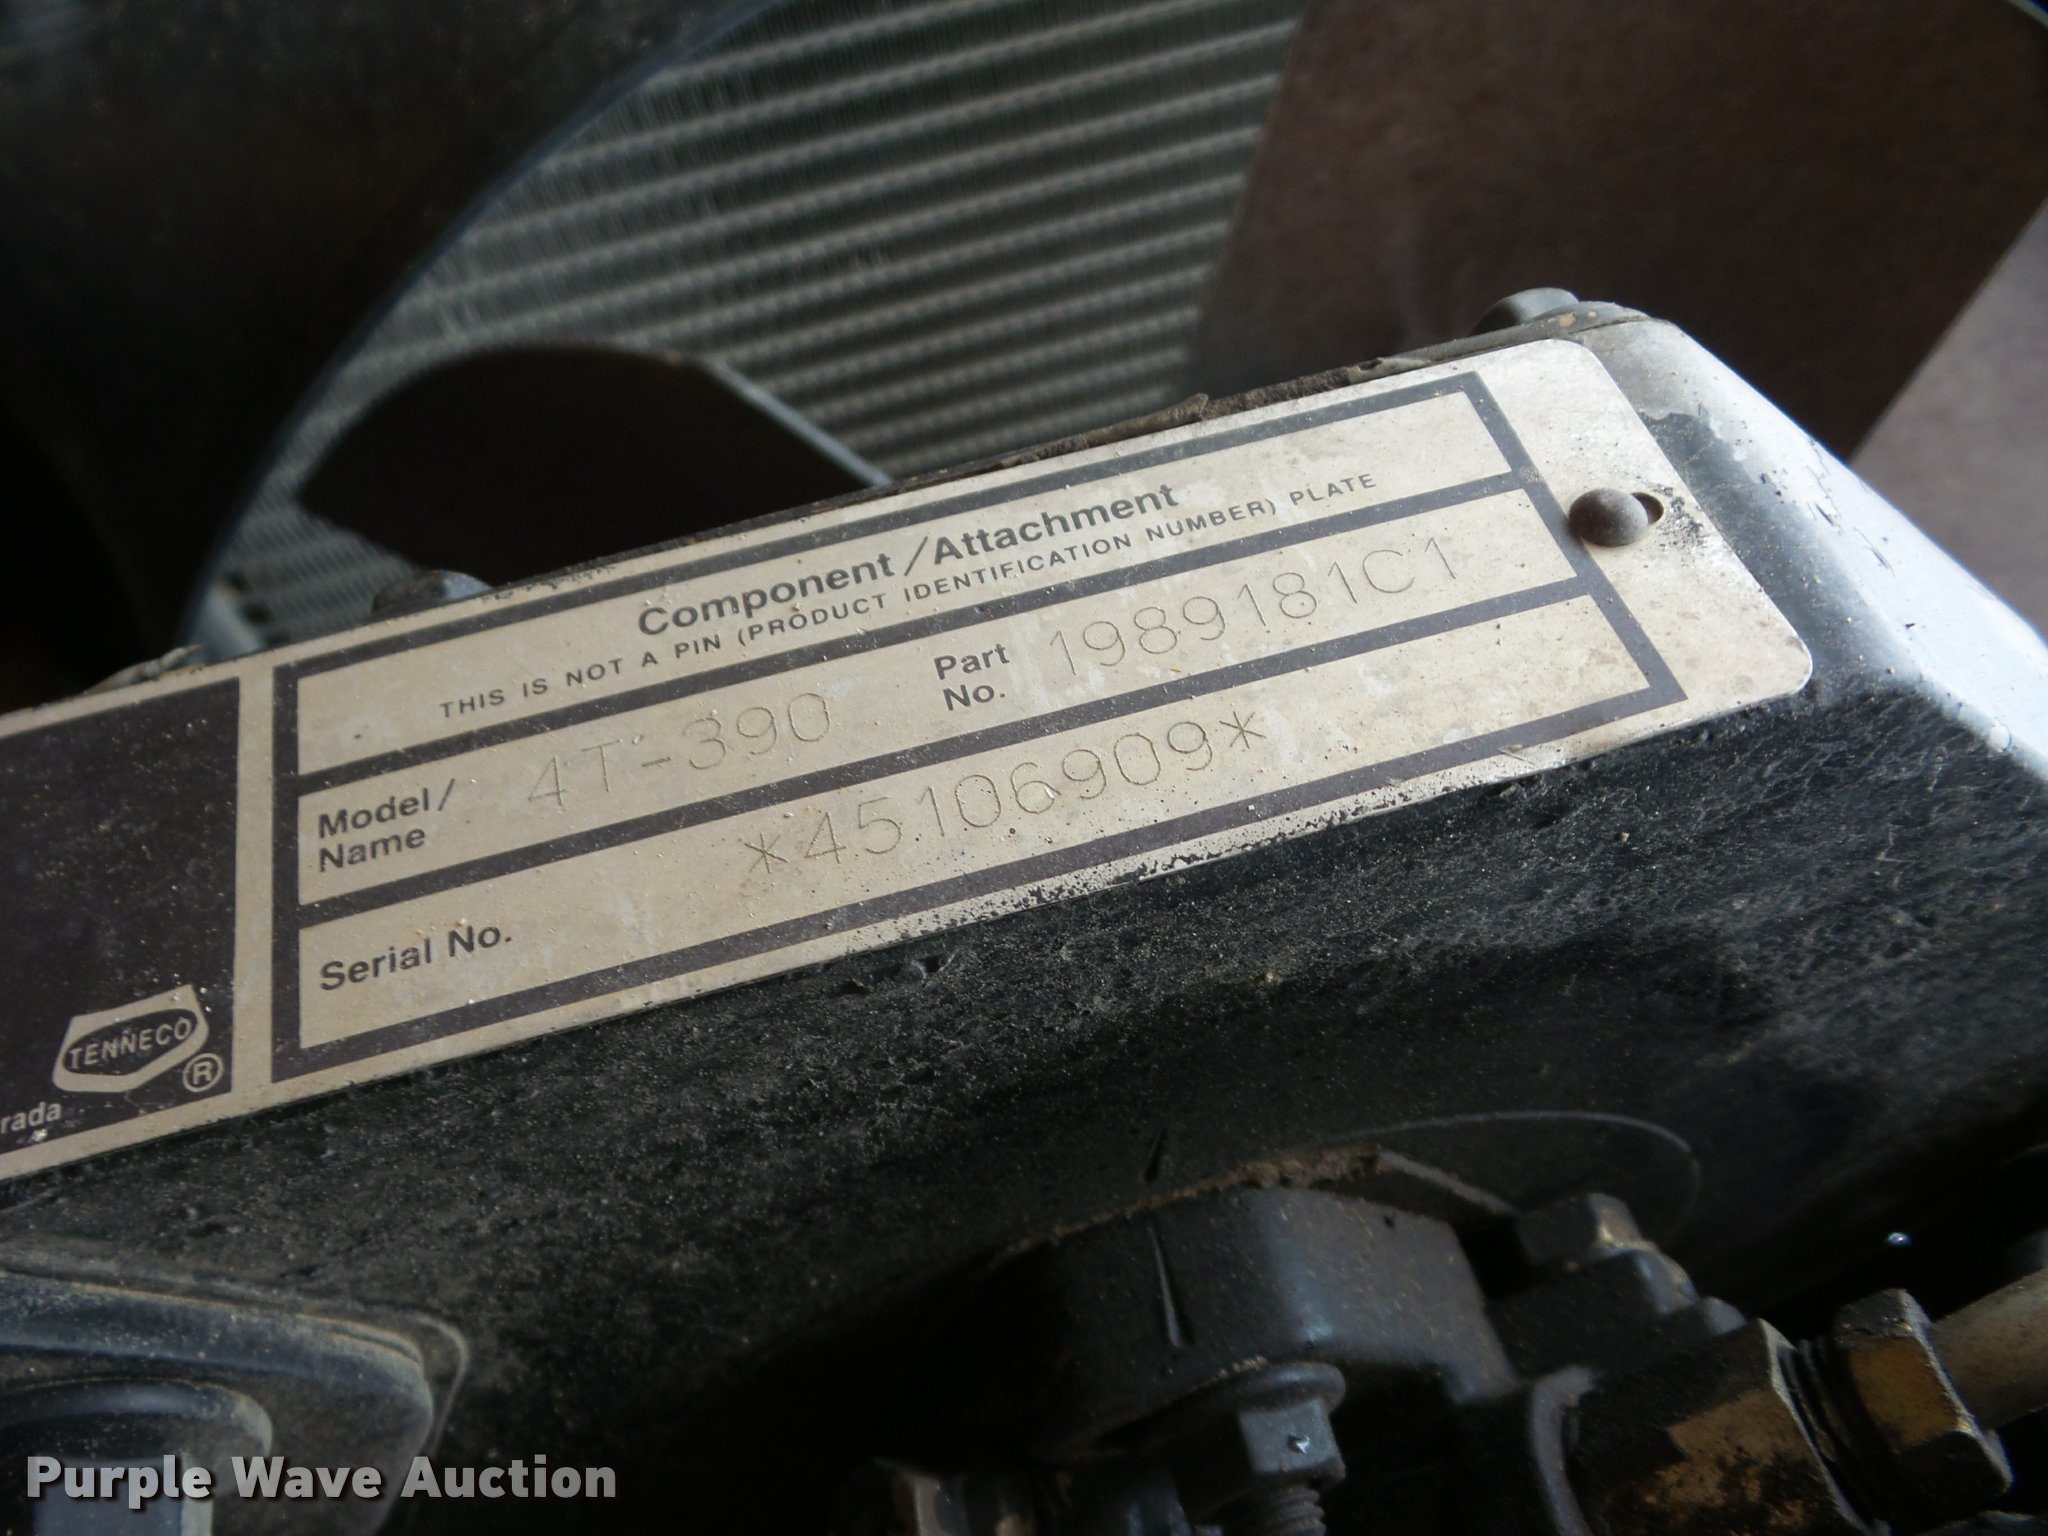 Component/Attachment
THIS IS NOT A PIN (PRODUCT IDENTIFICATION NUMBER) PLATE
Model/
Name
4T-390
Part
No.
1989181C1
Serial No.
*45106909*
TENNECO
®
rada
Purple Wave Auction